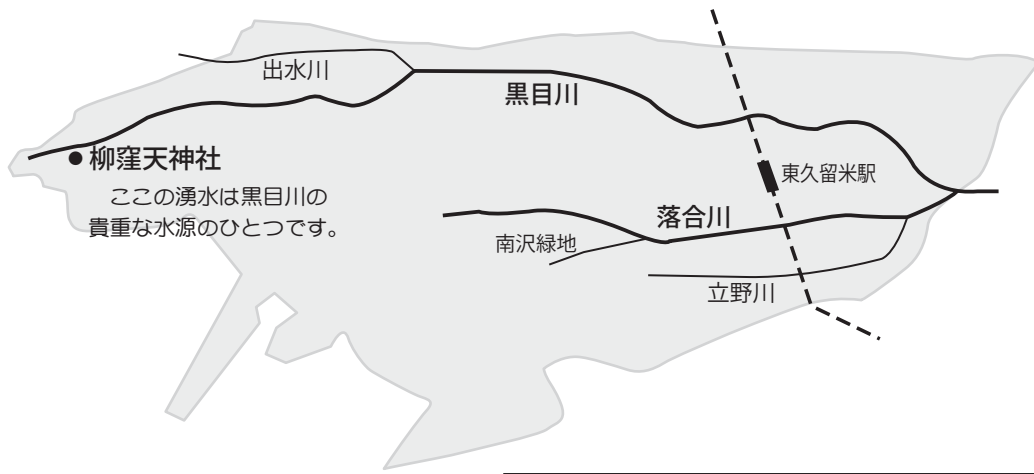 出水川
黒目川
柳窪天神社
ここの湧水は黒目川の
貴重な水源のひとつです。
東久留米駅
落合川
南沢緑地
立野川